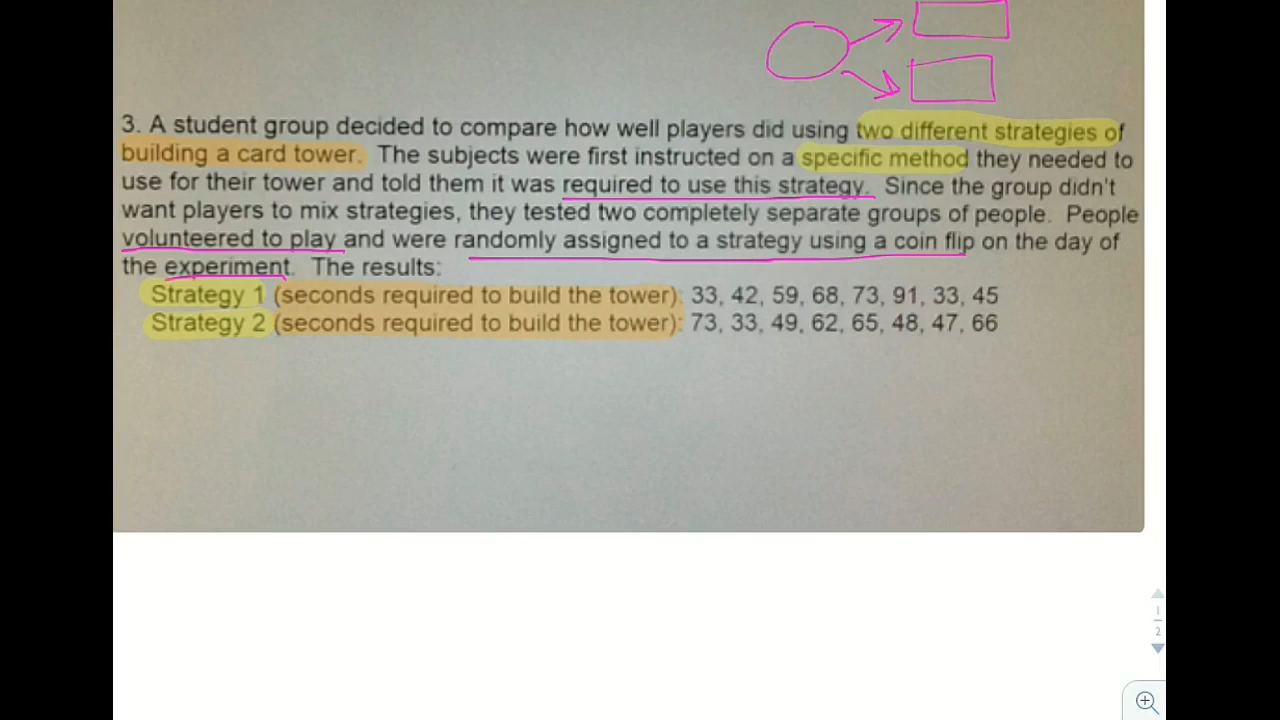 3. A student group decided to compare how well players did using two different strategies of
building a card tower. The subjects were first instructed on a specific method they needed to
use for their tower and told them it was required to use this strategy. Since the group didn't
want players to mix strategies, they tested two completely separate groups of people. People
volunteered to play and were randomly assigned to a strategy using a coin flip on the day of
the experiment. The results:
Strategy 1 (seconds required to build the tower): 33, 42, 59, 68, 73, 91, 33, 45
Strategy 2 (seconds required to build the tower): 73, 33, 49, 62, 65, 48, 47, 66
1
2